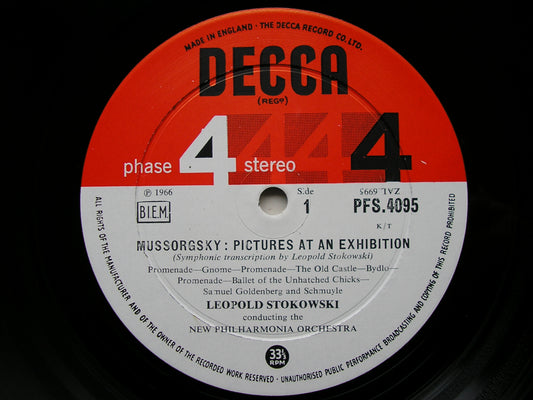 MADE IN ENGLAND · THE DECCA RECORD CO. LTD.
DECCA
(REGD)
phase 4 stereo 4 4 4
℗ 1966
Side
ZAL 6995
B.I.E.M.
1
PFS.4095
K/T
MUSSORGSKY : PICTURES AT AN EXHIBITION
(Symphonic transcription by Leopold Stokowski)
Promenade—Gnome—Promenade—The Old Castle—Bydlo—
Promenade—Ballet of the Unhatched Chicks—
Samuel Goldenberg and Schmuyle
LEOPOLD STOKOWSKI
conducting the
NEW PHILHARMONIA ORCHESTRA
33⅓
RPM
ALL RIGHTS OF THE MANUFACTURER AND OF THE OWNER OF THE RECORDED WORK RESERVED · UNAUTHORISED PUBLIC PERFORMANCE BROADCASTING AND COPYING OF THIS RECORD PROHIBITED